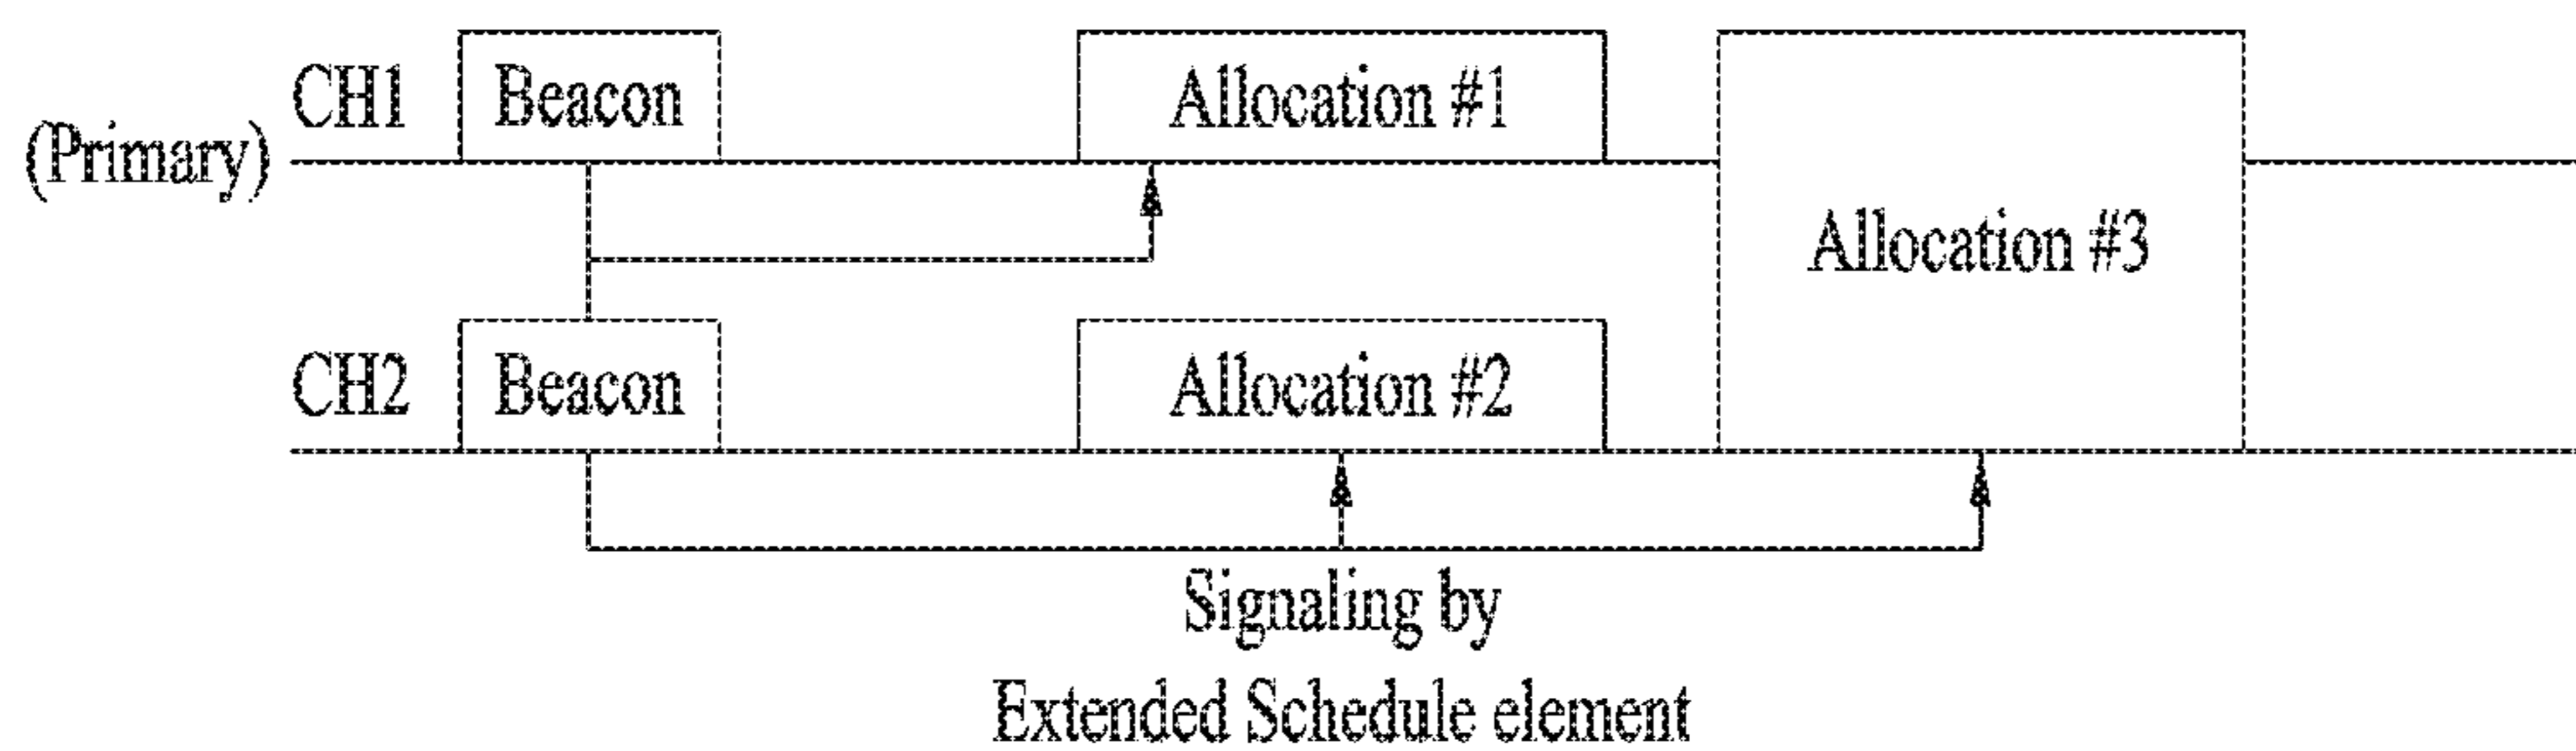 CH1 Beacon Allocation #1
(Primary)
Allocation #3
CH2 Beacon Allocation #2
Signaling by
Extended Schedule element